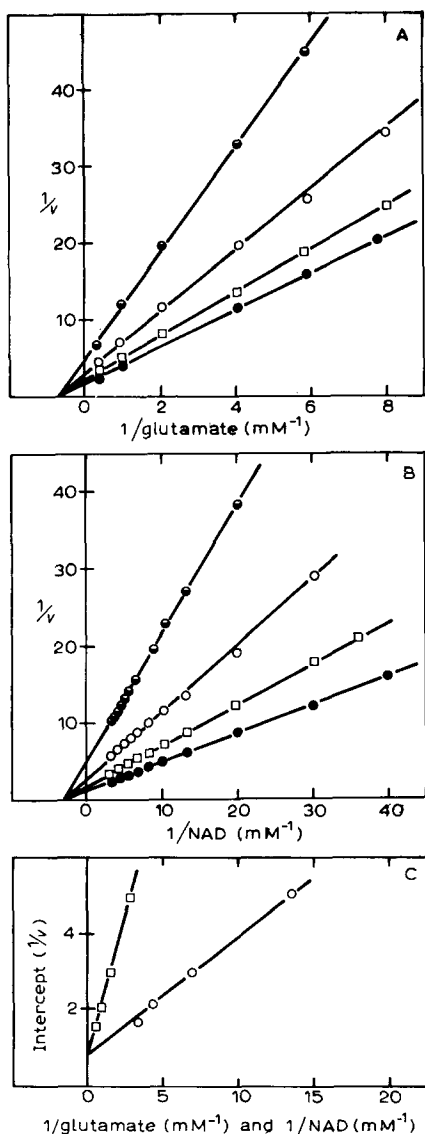 A
40
30
1/v
20
10
0 2 4 6 8
1/glutamate (mM⁻¹)
B
40
30
1/v
20
10
0 10 20 30 40
1/NAD (mM⁻¹)
C
Intercept (1/v)
4
2
0 5 10 15 20
1/glutamate (mM⁻¹) and 1/NAD (mM⁻¹)